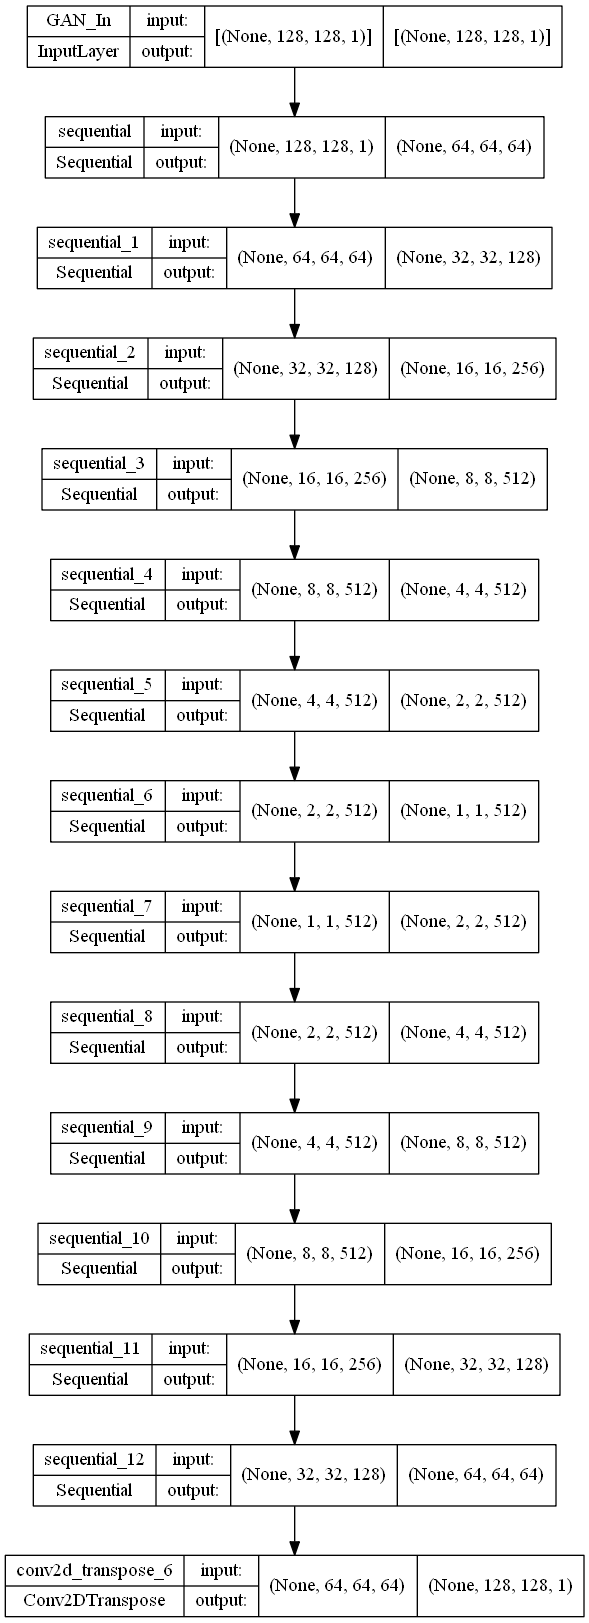 GAN_In input: [(None, 128, 128, 1)] [(None, 128, 128, 1)]
InputLayer output:
sequential input: (None, 128, 128, 1) (None, 64, 64, 64)
Sequential output:
sequential_1 input: (None, 64, 64, 64) (None, 32, 32, 128)
Sequential output:
sequential_2 input: (None, 32, 32, 128) (None, 16, 16, 256)
Sequential output:
sequential_3 input: (None, 16, 16, 256) (None, 8, 8, 512)
Sequential output:
sequential_4 input: (None, 8, 8, 512) (None, 4, 4, 512)
Sequential output:
sequential_5 input: (None, 4, 4, 512) (None, 2, 2, 512)
Sequential output:
sequential_6 input: (None, 2, 2, 512) (None, 1, 1, 512)
Sequential output:
sequential_7 input: (None, 1, 1, 512) (None, 2, 2, 512)
Sequential output:
sequential_8 input: (None, 2, 2, 512) (None, 4, 4, 512)
Sequential output:
sequential_9 input: (None, 4, 4, 512) (None, 8, 8, 512)
Sequential output:
sequential_10 input: (None, 8, 8, 512) (None, 16, 16, 256)
Sequential output:
sequential_11 input: (None, 16, 16, 256) (None, 32, 32, 128)
Sequential output:
sequential_12 input: (None, 32, 32, 128) (None, 64, 64, 64)
Sequential output:
conv2d_transpose_6 input: (None, 64, 64, 64) (None, 128, 128, 1)
Conv2DTranspose output: